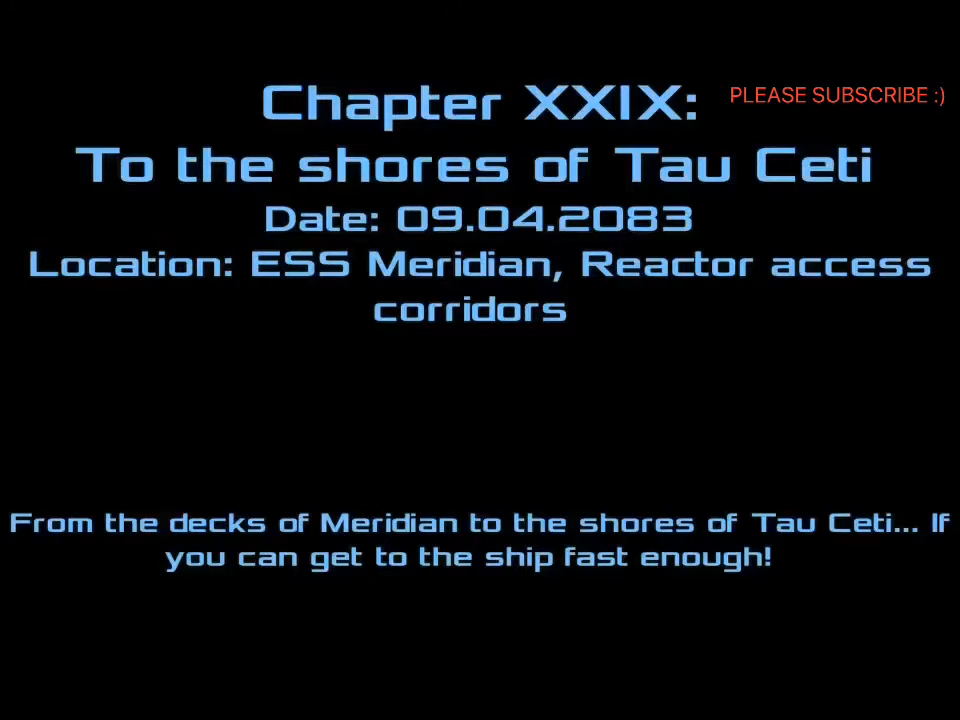 Chapter XXIX:
PLEASE SUBSCRIBE :)
To the shores of Tau Ceti
Date: 09.04.2083
Location: ESS Meridian, Reactor access
corridors
From the decks of Meridian to the shores of Tau Ceti... If
you can get to the ship fast enough!